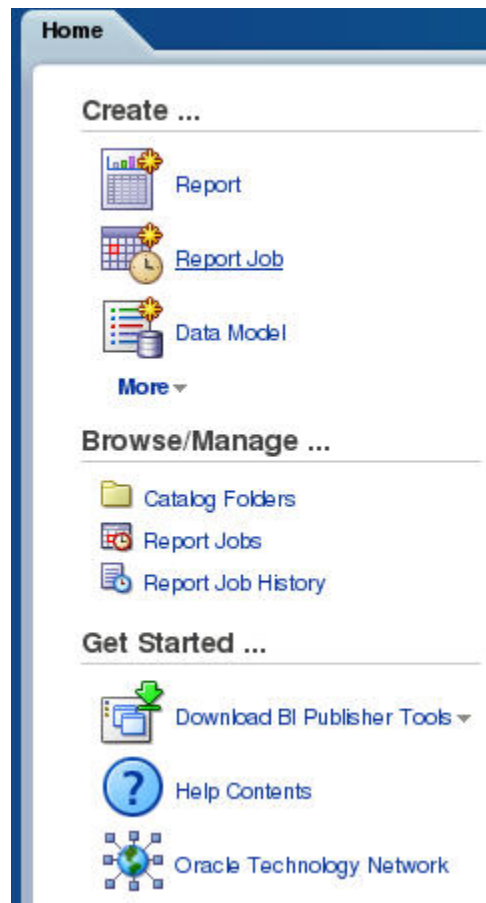 Home
Create ...
Report
Report Job
Data Model
More
Browse/Manage ...
Catalog Folders
Report Jobs
Report Job History
Get Started ...
Download BI Publisher Tools
Help Contents
Oracle Technology Network